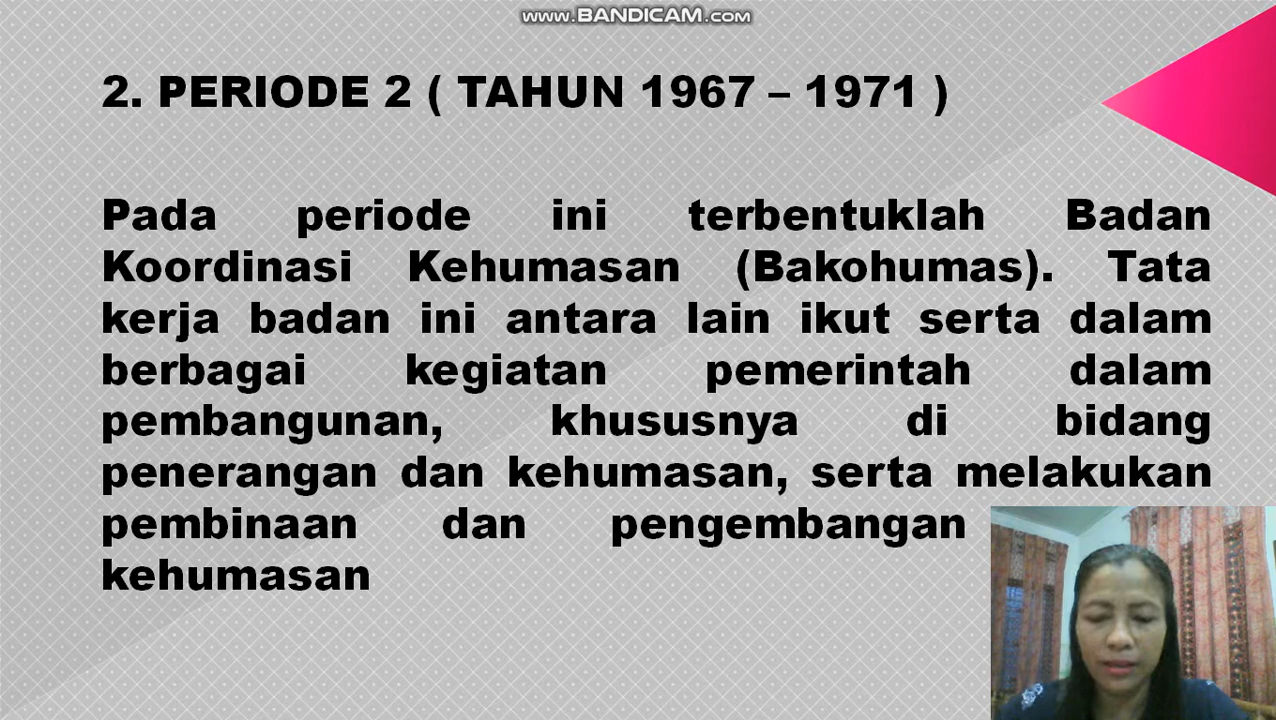 www.BANDICAM.com
2. PERIODE 2 ( TAHUN 1967 – 1971 )
Pada periode ini terbentuklah Badan
Koordinasi Kehumasan (Bakohumas). Tata
kerja badan ini antara lain ikut serta dalam
berbagai kegiatan pemerintah dalam
pembangunan, khususnya di bidang
penerangan dan kehumasan, serta melakukan
pembinaan dan pengembangan
kehumasan